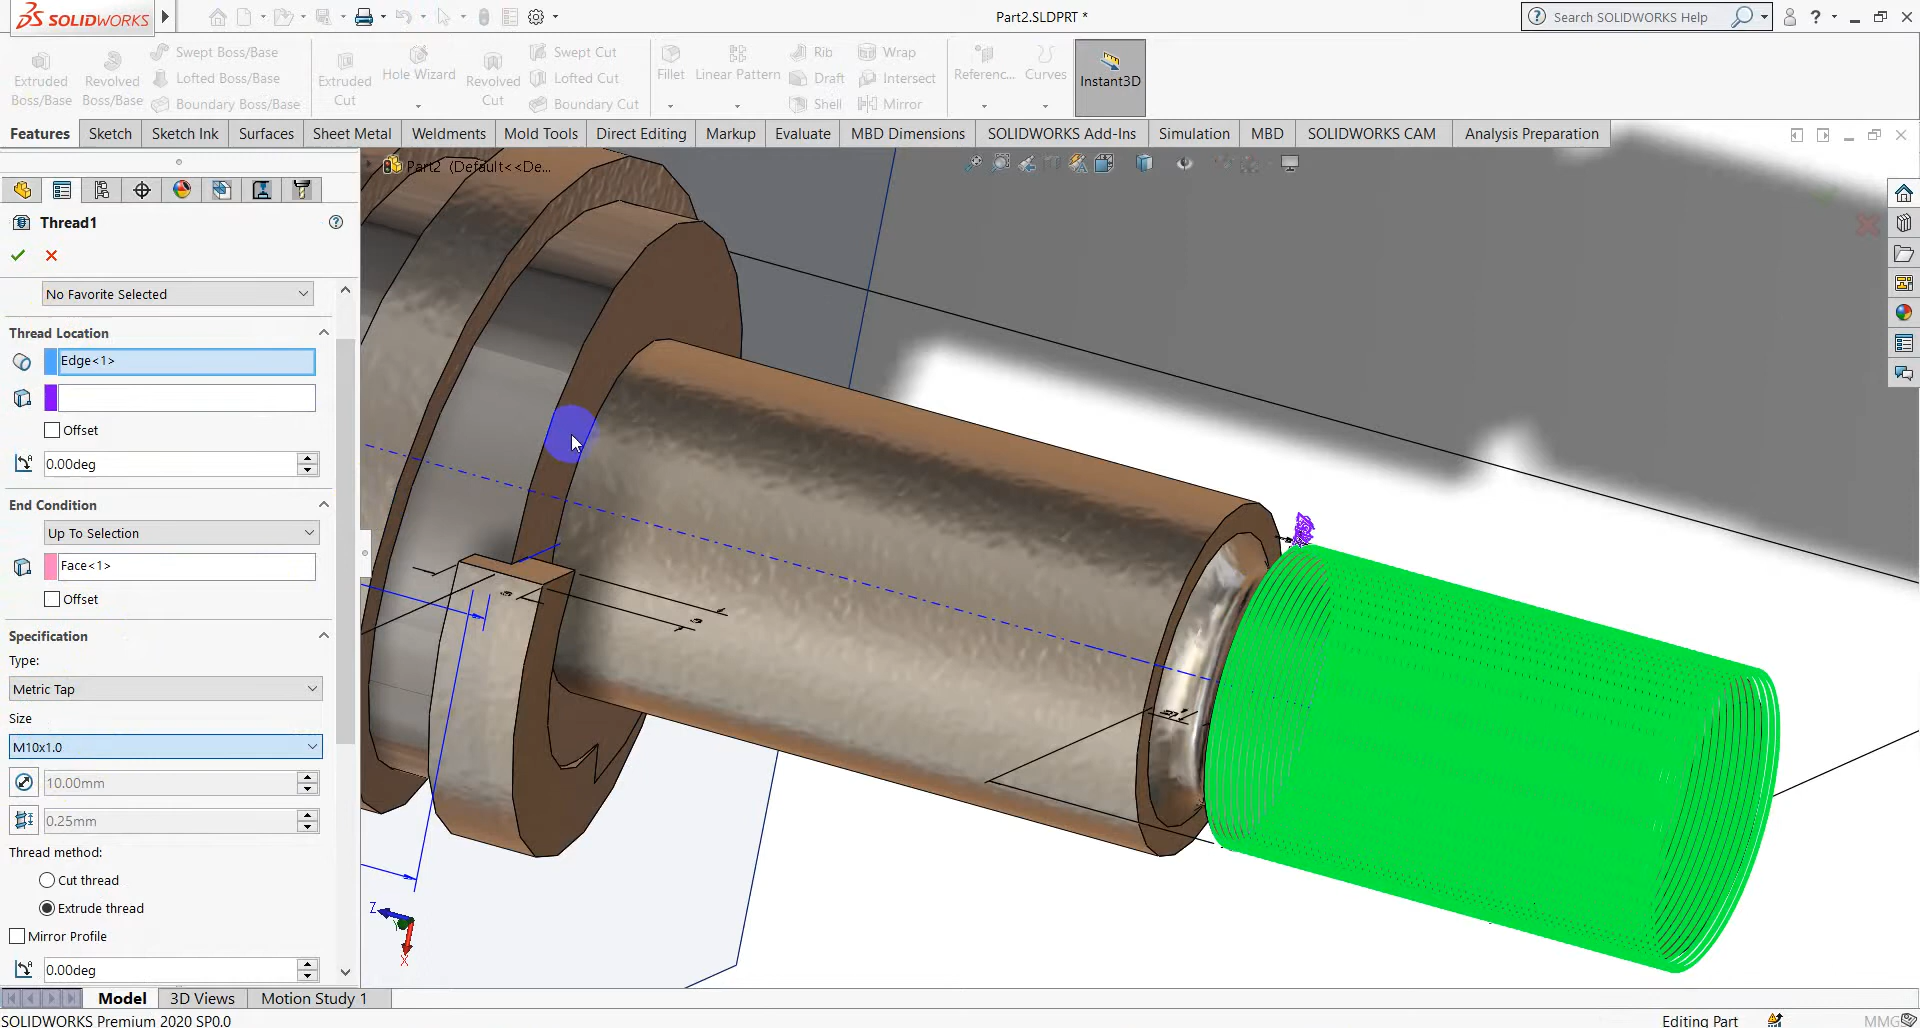 SOLIDWORKS
Part2.SLDPRT *
Search SOLIDWORKS Help
Extruded Boss/Base
Revolved Boss/Base
Swept Boss/Base
Lofted Boss/Base
Boundary Boss/Base
Extruded Cut
Hole Wizard
Revolved Cut
Swept Cut
Lofted Cut
Boundary Cut
Fillet
Linear Pattern
Rib
Draft
Shell
Wrap
Intersect
Mirror
Referenc...
Curves
Instant3D
Features
Sketch
Sketch Ink
Surfaces
Sheet Metal
Weldments
Mold Tools
Direct Editing
Markup
Evaluate
MBD Dimensions
SOLIDWORKS Add-Ins
Simulation
MBD
SOLIDWORKS CAM
Analysis Preparation
Part2 (Default<<De...
Thread1
No Favorite Selected
Thread Location
Edge<1>
Offset
0.00deg
End Condition
Up To Selection
Face<1>
Offset
Specification
Type:
Metric Tap
Size
M10x1.0
10.00mm
0.25mm
Thread method:
Cut thread
Extrude thread
Mirror Profile
0.00deg
Z
X
Model
3D Views
Motion Study 1
SOLIDWORKS Premium 2020 SP0.0
Editing Part
MMGS